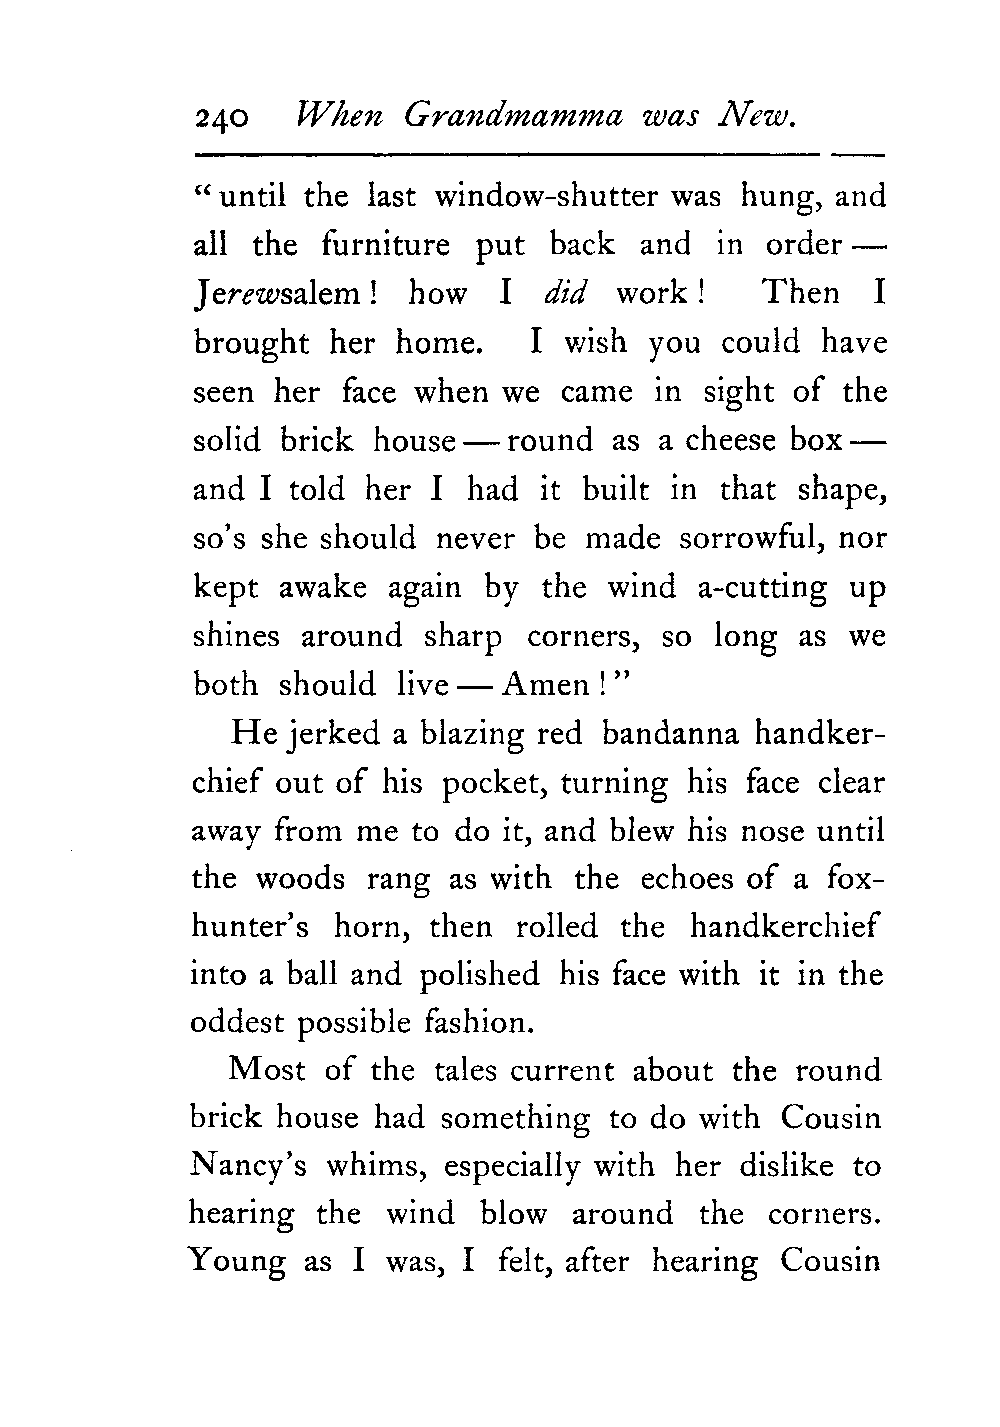 240 When Grandmamma was New.
“until the last window-shutter was hung, and
all the furniture put back and in order —
Jerewsalem! how I did work! Then I
brought her home. I wish you could have
seen her face when we came in sight of the
solid brick house — round as a cheese box —
and I told her I had it built in that shape,
so’s she should never be made sorrowful, nor
kept awake again by the wind a-cutting up
shines around sharp corners, so long as we
both should live — Amen!”
He jerked a blazing red bandanna handker-
chief out of his pocket, turning his face clear
away from me to do it, and blew his nose until
the woods rang as with the echoes of a fox-
hunter’s horn, then rolled the handkerchief
into a ball and polished his face with it in the
oddest possible fashion.
Most of the tales current about the round
brick house had something to do with Cousin
Nancy’s whims, especially with her dislike to
hearing the wind blow around the corners.
Young as I was, I felt, after hearing Cousin